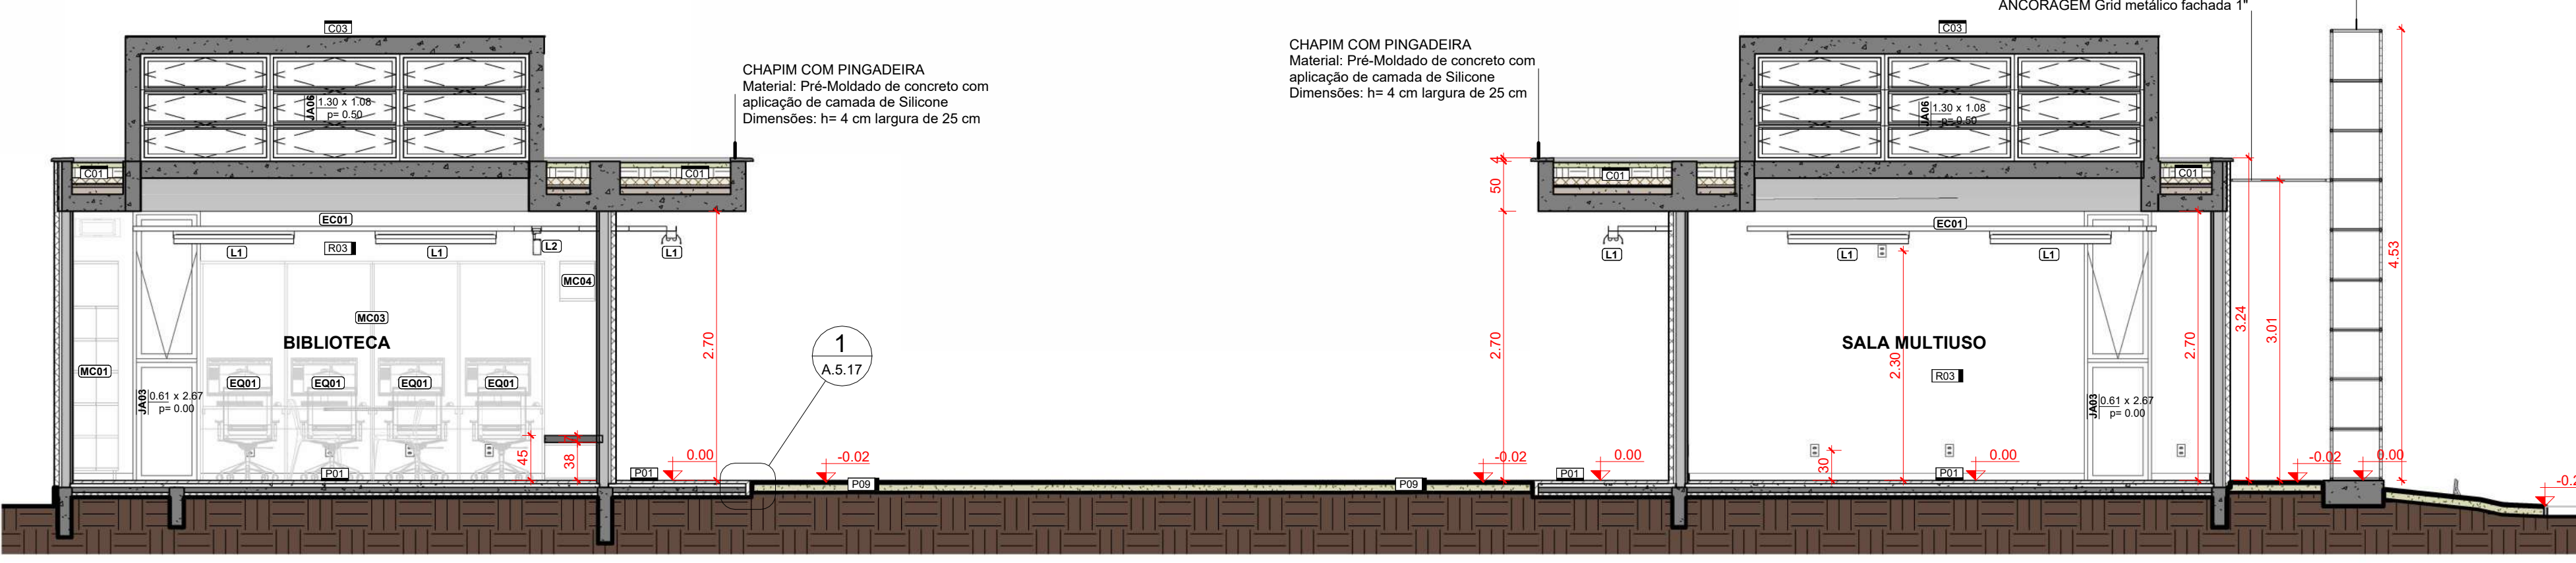 ANCORAGEM Grid metálico fachada 1"
C03
CHAPIM COM PINGADEIRA
Material: Pré-Moldado de concreto com
aplicação de camada de Silicone
Dimensões: h= 4 cm largura de 25 cm
CHAPIM COM PINGADEIRA
Material: Pré-Moldado de concreto com
aplicação de camada de Silicone
Dimensões: h= 4 cm largura de 25 cm
C03
JA06
1.30 x 1.08
p= 0.50
JA06
1.30 x 1.08
p= 0.50
C01
C01
4
50
C01
C01
EC01
L1
R03
L1
L2
L1
MC04
MC03
BIBLIOTECA
MC01
EQ01
EQ01
EQ01
EQ01
JA03
0.61 x 2.67
p= 0.00
45
38
P01
P01
0.00
2.70
1
A.5.17
-0.02
P09
P09
-0.02
2.70
P01
0.00
L1
EC01
L1
L1
SALA MULTIUSO
2.30
R03
JA03
0.61 x 2.67
p= 0.00
30
P01
0.00
2.70
3.24
3.01
4.53
-0.02
0.00